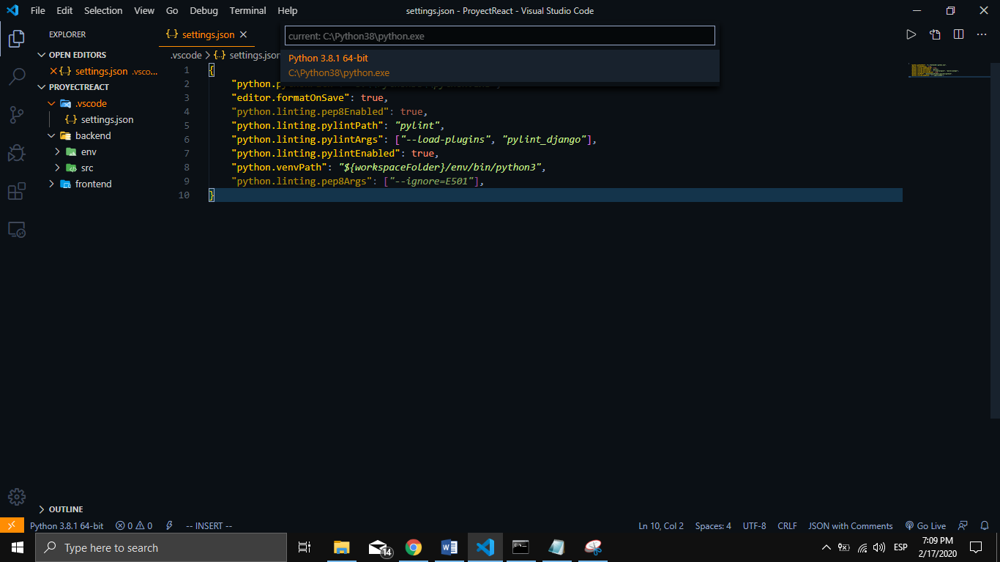 File Edit Selection View Go Debug Terminal Help settings.json - ProyectReact - Visual Studio Code
EXPLORER
settings.json
current: C:\Python38\python.exe
OPEN EDITORS
.vscode > settings.json
Python 3.8.1 64-bit
C:\Python38\python.exe
settings.json .vsco...
PROYECTREACT
.vscode
settings.json
backend
env
src
frontend
1 {
2
3 "editor.formatOnSave": true,
4 "python.linting.pep8Enabled": true,
5 "python.linting.pylintPath": "pylint",
6 "python.linting.pylintArgs": ["--load-plugins", "pylint_django"],
7 "python.linting.pylintEnabled": true,
8 "python.venvPath": "${workspaceFolder}/env/bin/python3",
9 "python.linting.pep8Args": ["--ignore=E501"],
10 }
OUTLINE
Python 3.8.1 64-bit 0 0 -- INSERT -- Ln 10, Col 2 Spaces: 4 UTF-8 CRLF JSON with Comments Go Live
Type here to search
14
ESP
7:09 PM
2/17/2020